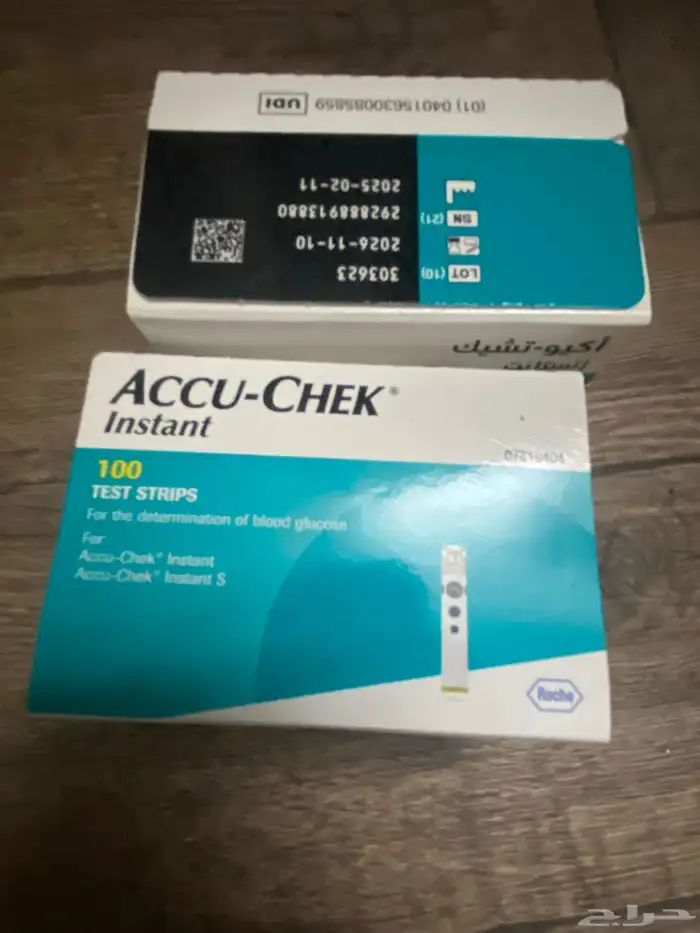 (01) 04015630085859
UDI
2025-02-11
SN (21) 292888913880
2026-11-10
LOT (10) 303623
أكيو-تشيك
إنستانت
ACCU-CHEK®
Instant
07819404
100
TEST STRIPS
For the determination of blood glucose
For
Accu-Chek® Instant
Accu-Chek® Instant S
Roche
حراج